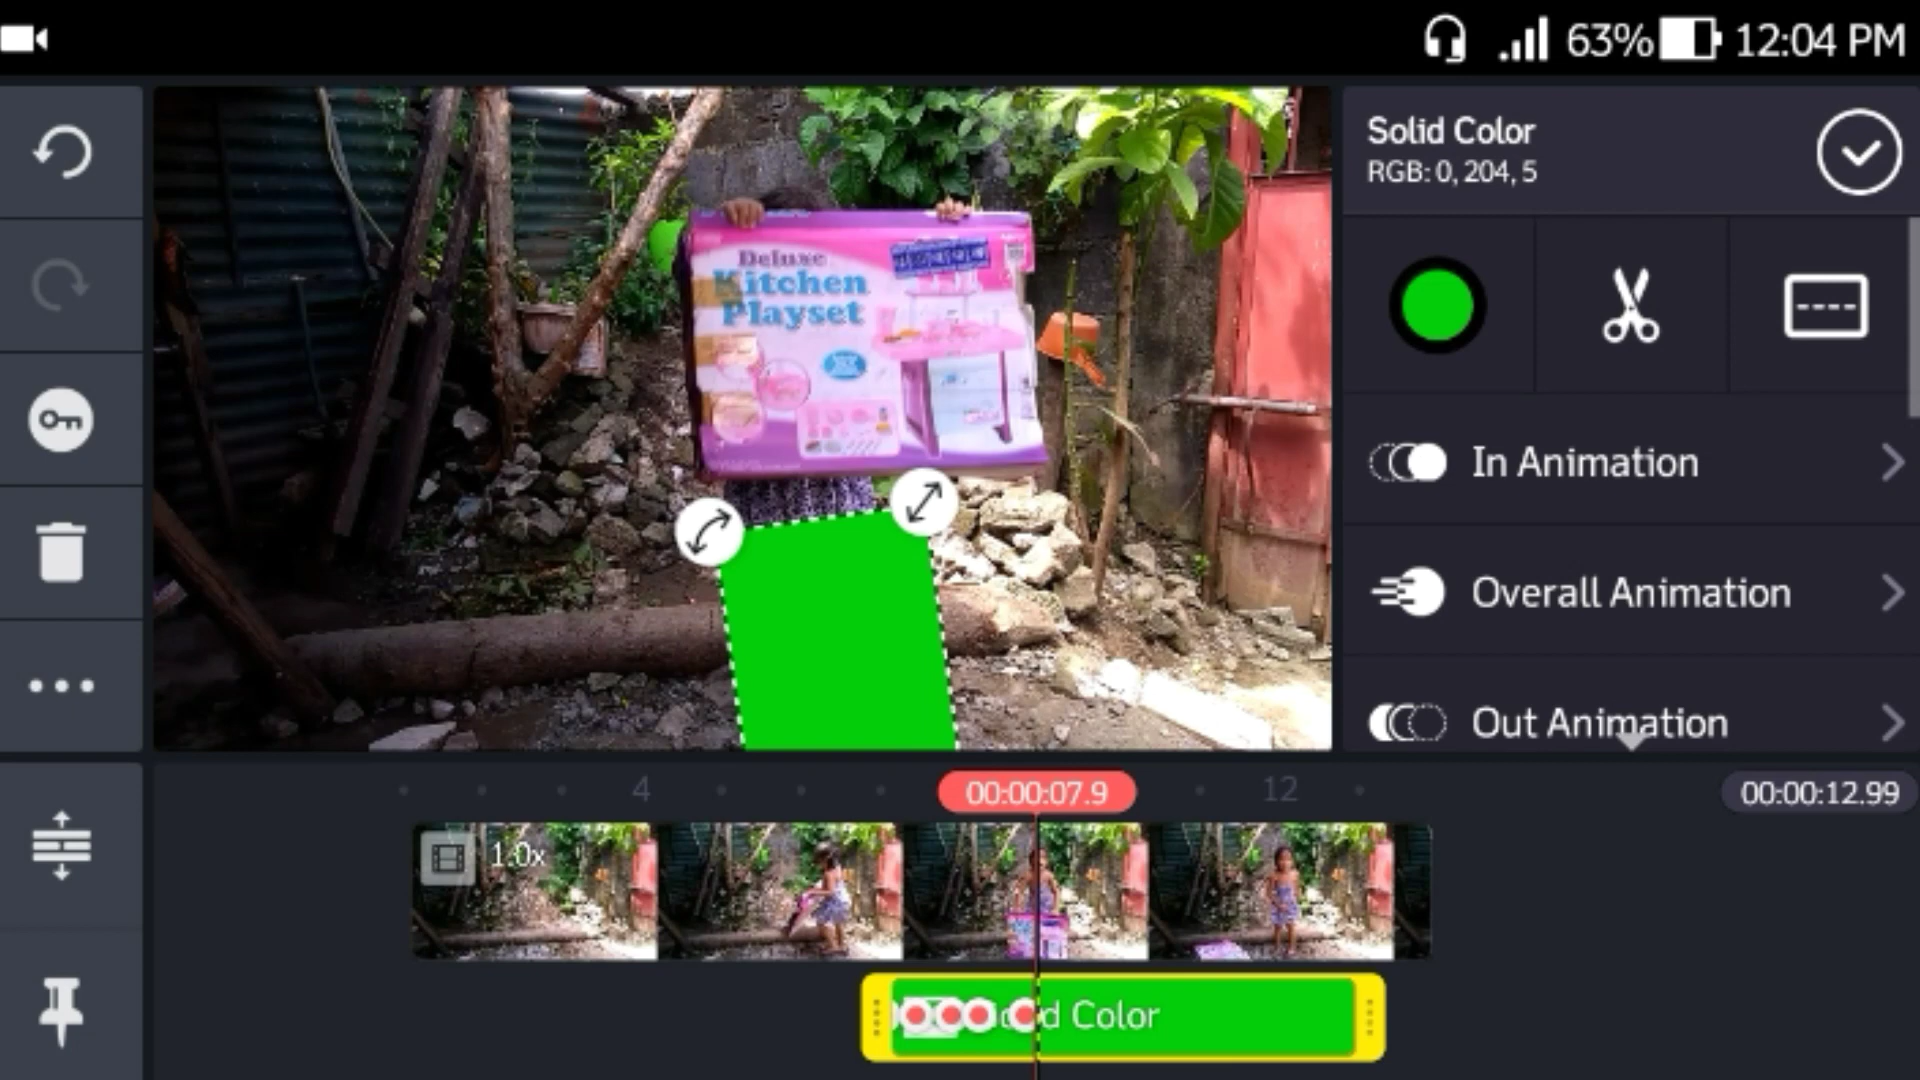 63% 12:04 PM
Solid Color
RGB: 0, 204, 5
Deluxe
Kitchen
Playset
In Animation
Overall Animation
Out Animation
4
00:00:07.9
12
00:00:12.99
1.0x
Color